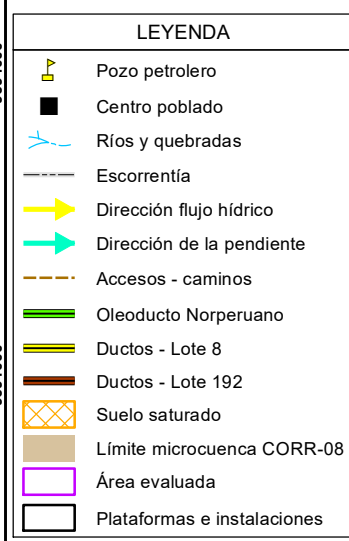 LEYENDA
Pozo petrolero
Centro poblado
Ríos y quebradas
Escorrentía
Dirección flujo hídrico
Dirección de la pendiente
Accesos - caminos
Oleoducto Norperuano
Ductos - Lote 8
Ductos - Lote 192
Suelo saturado
Límite microcuenca CORR-08
Área evaluada
Plataformas e instalaciones